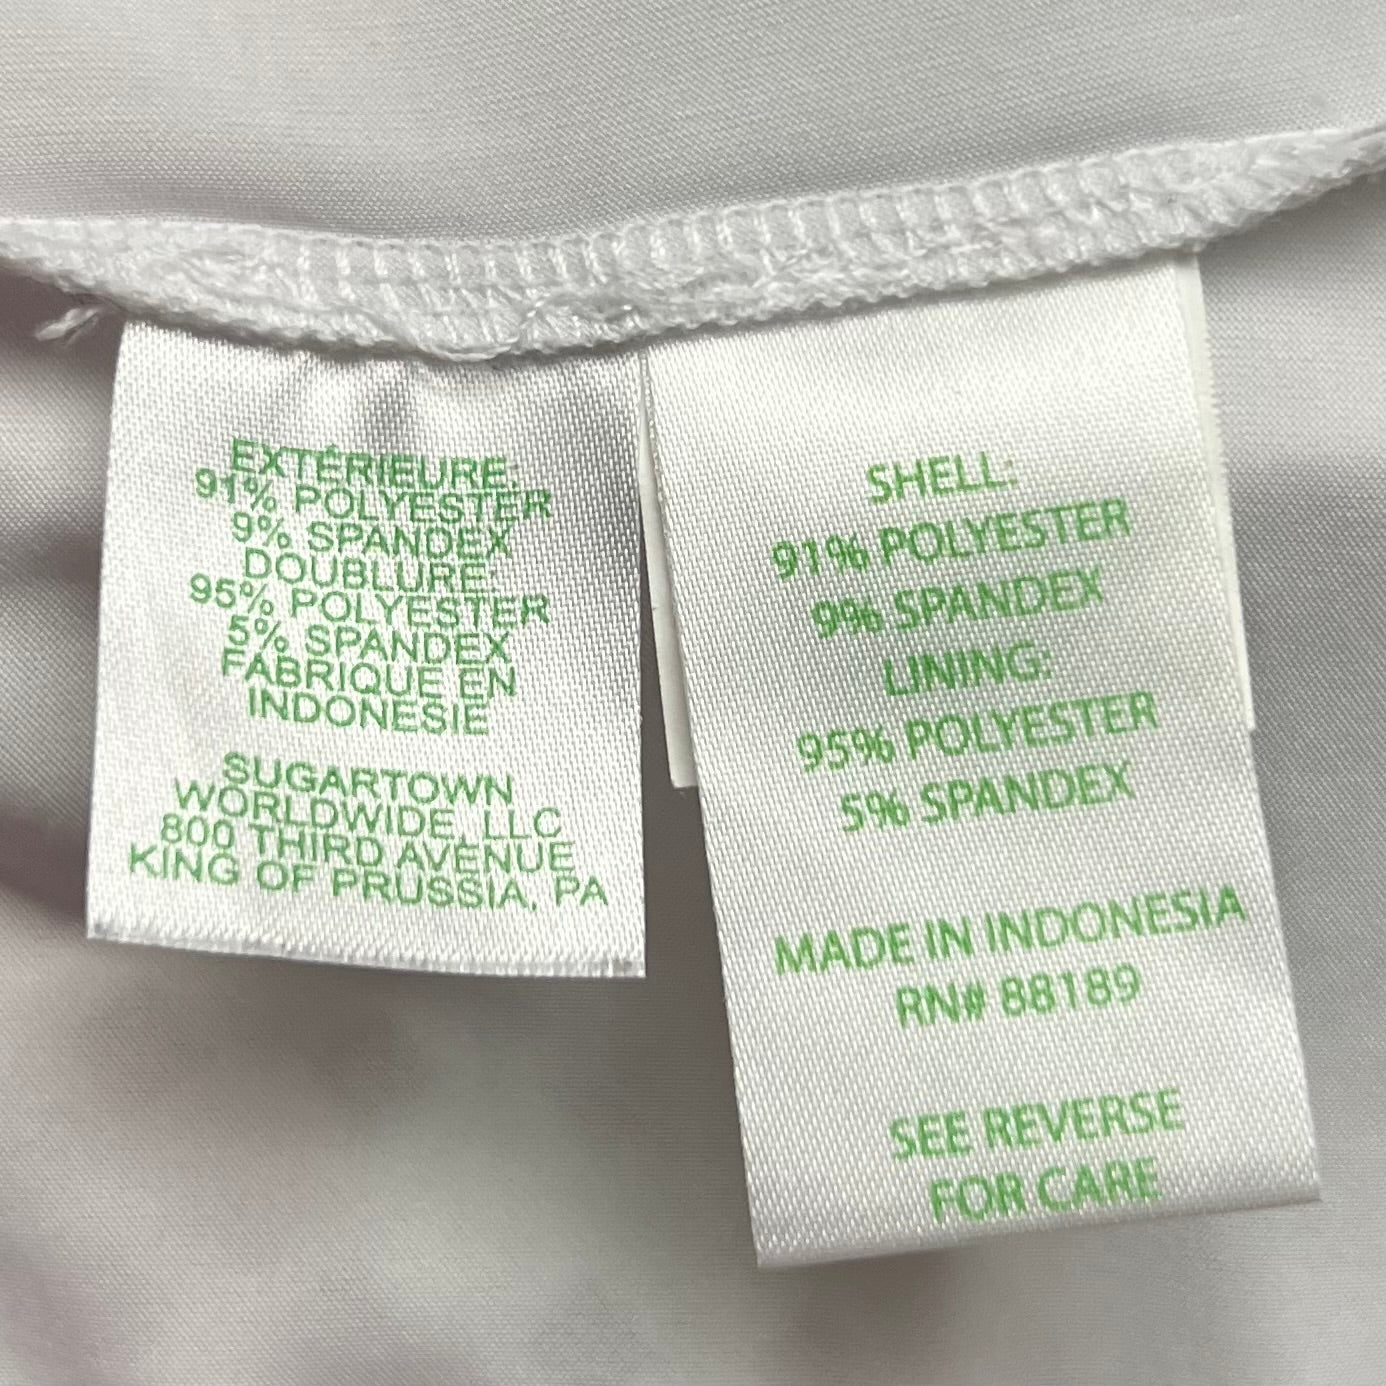 EXTÉRIEURE:
91% POLYESTER
9% SPANDEX
DOUBLURE:
95% POLYESTER
5% SPANDEX
FABRIQUÉ EN
INDONESIE
SUGARTOWN
WORLDWIDE, LLC
800 THIRD AVENUE
KING OF PRUSSIA, PA
SHELL:
91% POLYESTER
9% SPANDEX
LINING:
95% POLYESTER
5% SPANDEX
MADE IN INDONESIA
RN# 88189
SEE REVERSE
FOR CARE